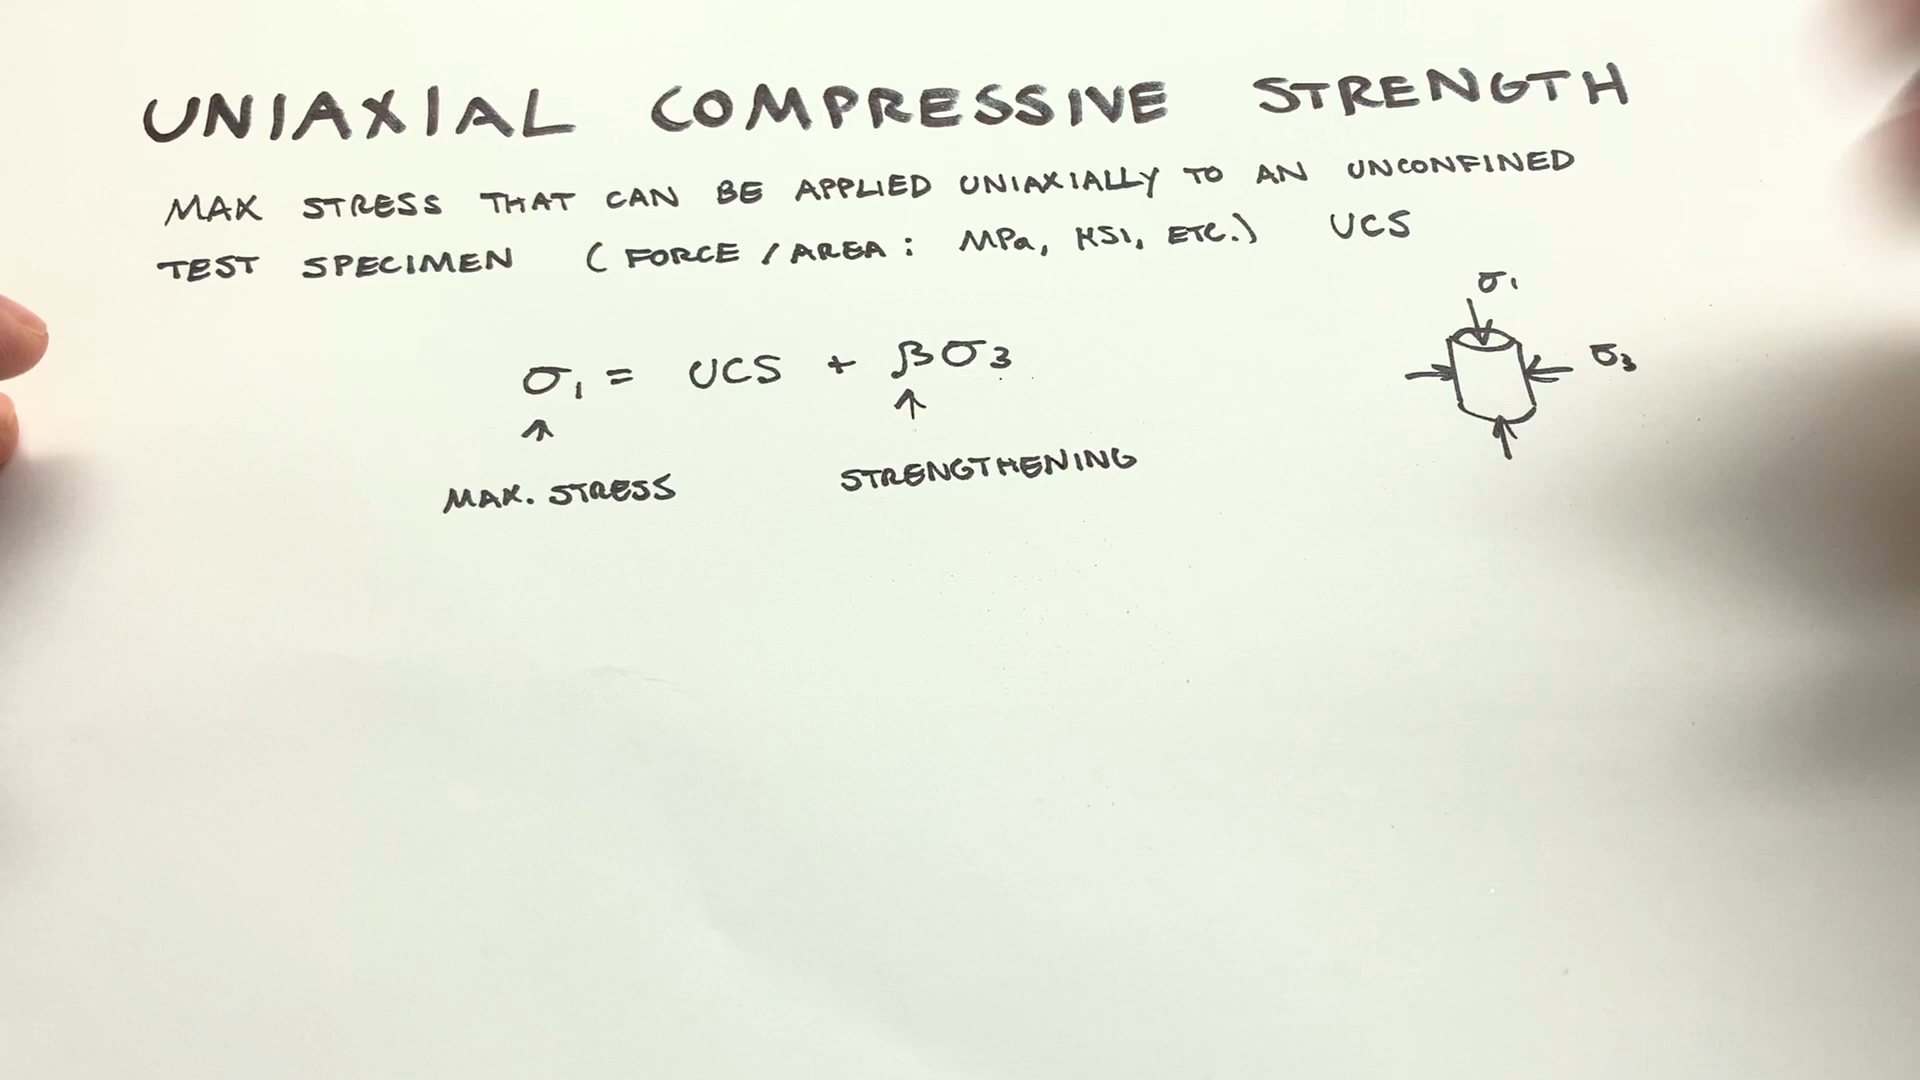 UNIAXIAL COMPRESSIVE STRENGTH
MAX STRESS THAT CAN BE APPLIED UNIAXIALLY TO AN UNCONFINED
TEST SPECIMEN (FORCE / AREA: MPa, KSI, ETC.) UCS
σ1
σ1 = UCS + βσ3
σ3
MAX. STRESS
STRENGTHENING